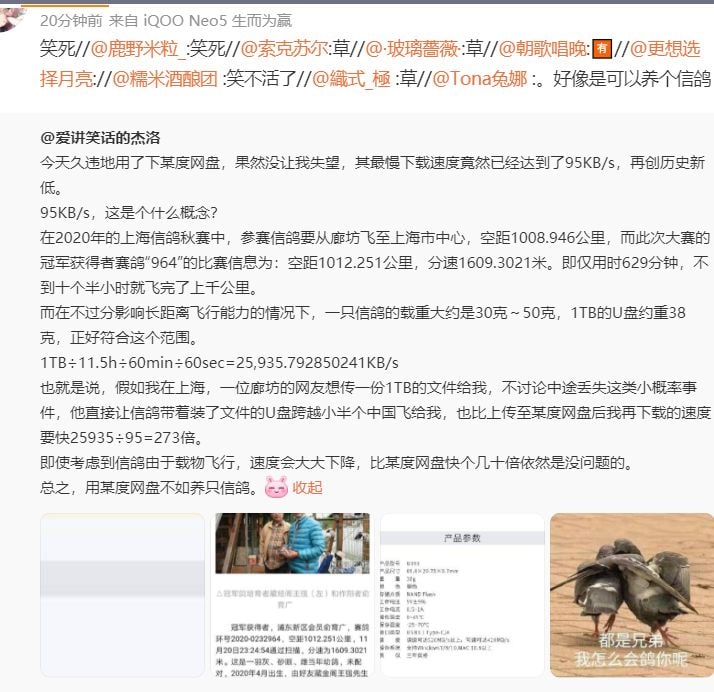 20分钟前 来自 iQOO Neo5 生而为赢
笑死//@鹿野米粒_:笑死//@索克苏尔:草//@·玻璃蔷薇·:草//@朝歌唱晚:有//@更想选
择月亮://@糯米酒酿团 :笑不活了//@織式_極 :草//@Tona兔娜 :。好像是可以养个信鸽
@爱讲笑话的杰洛
今天久违地用了下某度网盘，果然没让我失望，其最慢下载速度竟然已经达到了95KB/s，再创历史新
低。
95KB/s，这是个什么概念?
在2020年的上海信鸽秋赛中，参赛信鸽要从廊坊飞至上海市中心，空距1008.946公里，而此次大赛的
冠军获得者赛鸽“964”的比赛信息为：空距1012.251公里，分速1609.3021米。即仅用时629分钟，不
到十个半小时就飞完了上千公里。
而在不过分影响长距离飞行能力的情况下，一只信鸽的载重大约是30克～50克，1TB的U盘约重38
克，正好符合这个范围。
1TB÷11.5h÷60min÷60sec=25,935.792850241KB/s
也就是说，假如我在上海，一位廊坊的网友想传一份1TB的文件给我，不讨论中途丢失这类小概率事
件，他直接让信鸽带着装了文件的U盘跨越小半个中国飞给我，也比上传至某度网盘后我再下载的速度
要快25935÷95=273倍。
即使考虑到信鸽由于载物飞行，速度会大大下降，比某度网盘快个几十倍依然是没问题的。
总之，用某度网盘不如养只信鸽。 收起
△冠军鸽培育者藏金阁王强（左）和作翔者俞
育广
冠军获得者，浦东新区会员俞育广，赛鸽
环号2020-0232964，空距1012.251公里，11
月20日23:24:54通过扫描，分速为1609.3021
米。这是一羽灰、砂眼、雌当年幼鸽，未配
对，2020年4月出生，由好友藏金阁王强先生
产品参数
产品型号
产品尺寸
重 量 38g
NAND Flash
都是兄弟
我怎么会鸽你呢